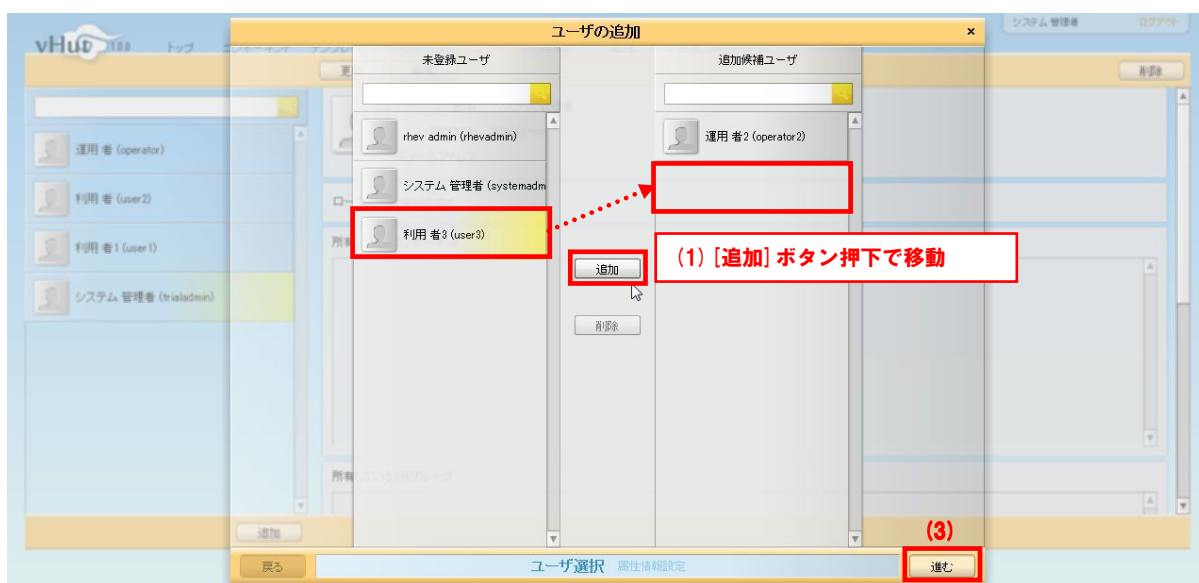 システム 管理者 ログアウト
vHut 1.0.0 トップ
ユーザの追加 ×
未登録ユーザ
追加候補ユーザ
削除
運用 者 (operator)
利用 者 (user2)
利用 者1 (user1)
システム 管理者 (trialadmin)
rhev admin (rhevadmin)
システム 管理者 (systemadm
利用 者3 (user3)
運用 者2 (operator2)
追加
削除
(1) [追加] ボタン押下で移動
追加
(3)
戻る
ユーザ選択 属性情報設定
進む